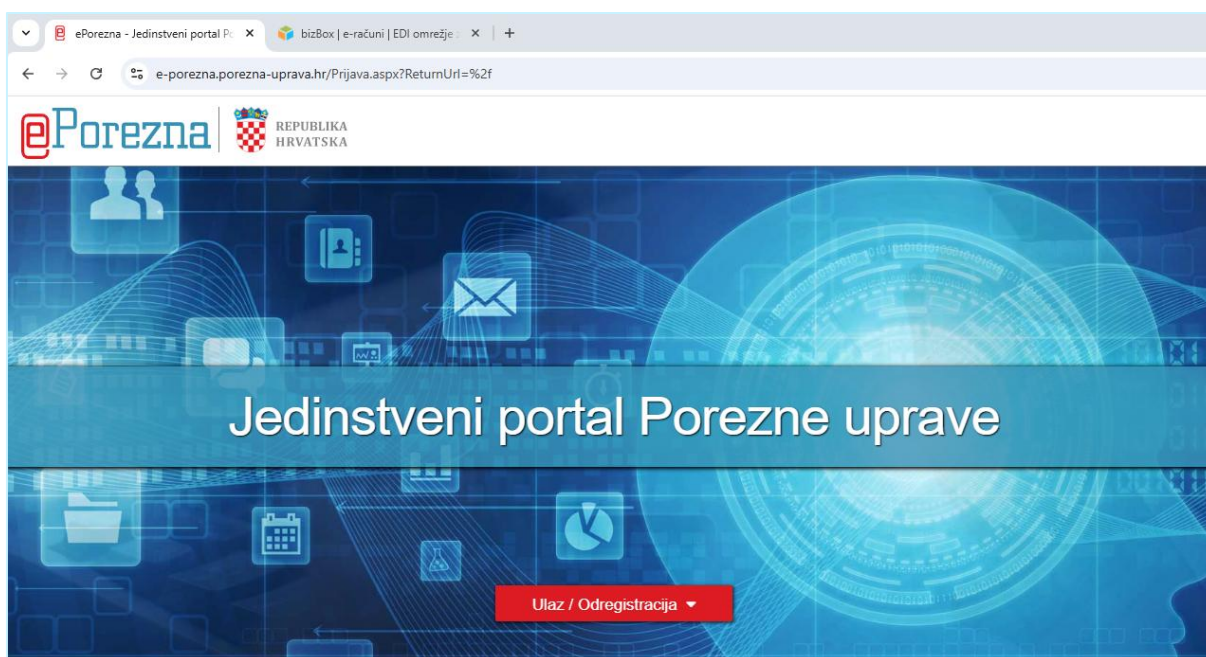 ePorezna - Jedinstveni portal Po
bizBox | e-računi | EDI omrežje
e-porezna.porezna-uprava.hr/Prijava.aspx?ReturnUrl=%2f
ePorezna
REPUBLIKA
HRVATSKA
Jedinstveni portal Porezne uprave
Ulaz / Odregistracija